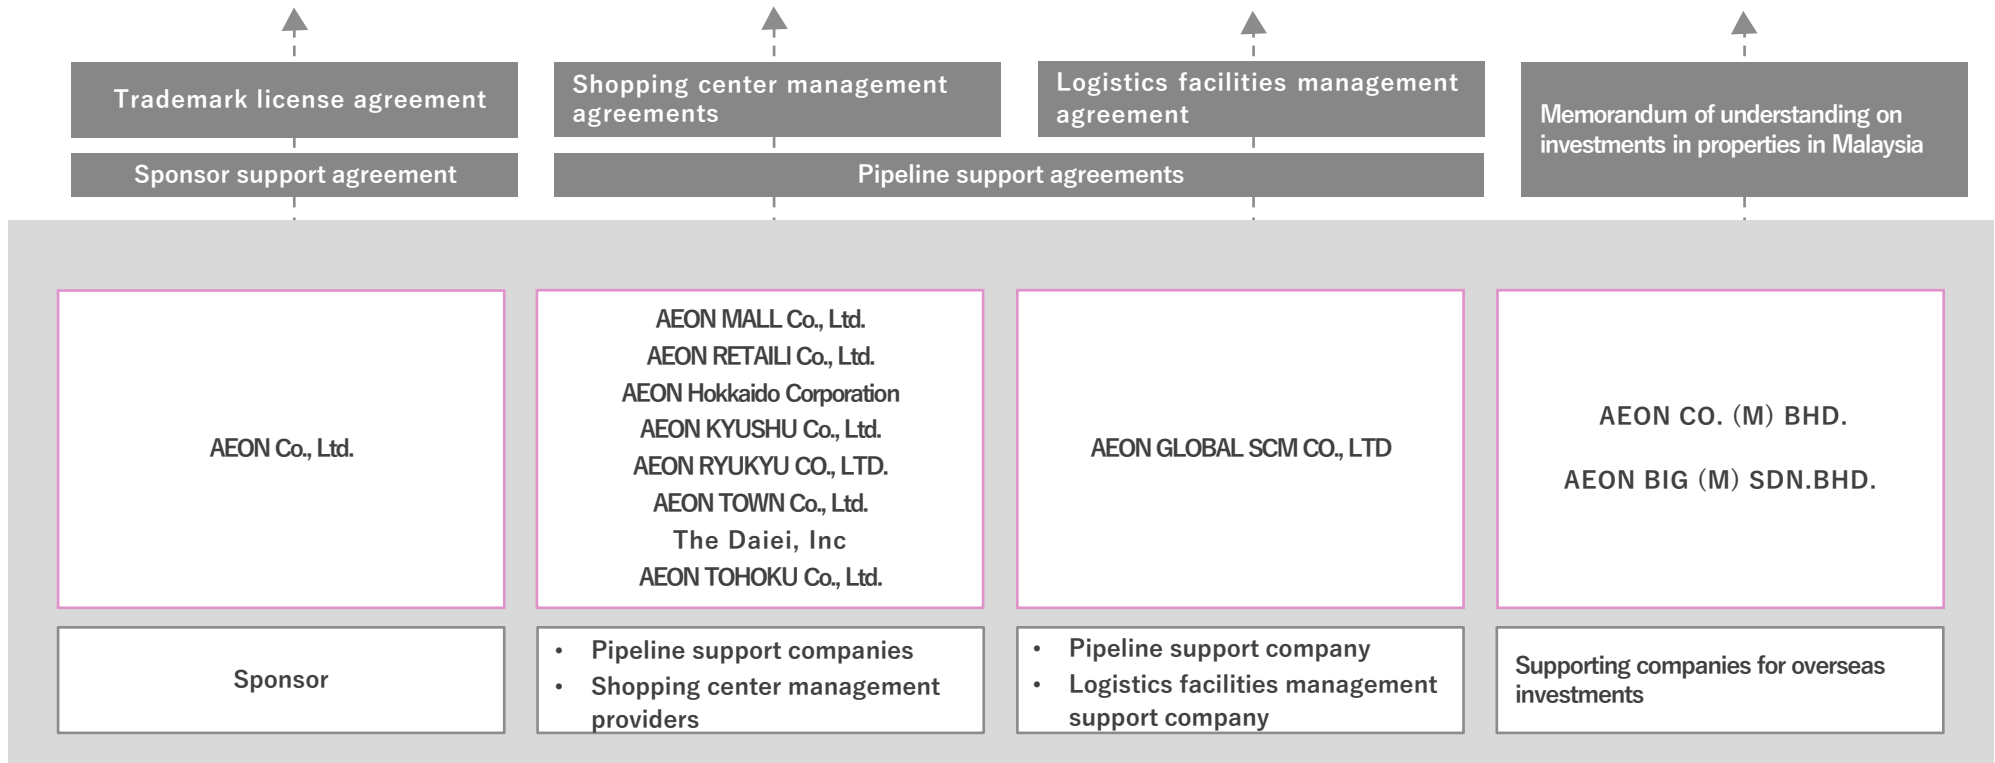 Trademark license agreement
Shopping center management
agreements
Logistics facilities management
agreement
Memorandum of understanding on
investments in properties in Malaysia
Sponsor support agreement
Pipeline support agreements
AEON Co., Ltd.
AEON MALL Co., Ltd.
AEON RETAILI Co., Ltd.
AEON Hokkaido Corporation
AEON KYUSHU Co., Ltd.
AEON RYUKYU CO., LTD.
AEON TOWN Co., Ltd.
The Daiei, Inc
AEON TOHOKU Co., Ltd.
AEON GLOBAL SCM CO., LTD
AEON CO. (M) BHD.
AEON BIG (M) SDN.BHD.
Sponsor
• Pipeline support companies
• Shopping center management
providers
• Pipeline support company
• Logistics facilities management
support company
Supporting companies for overseas
investments